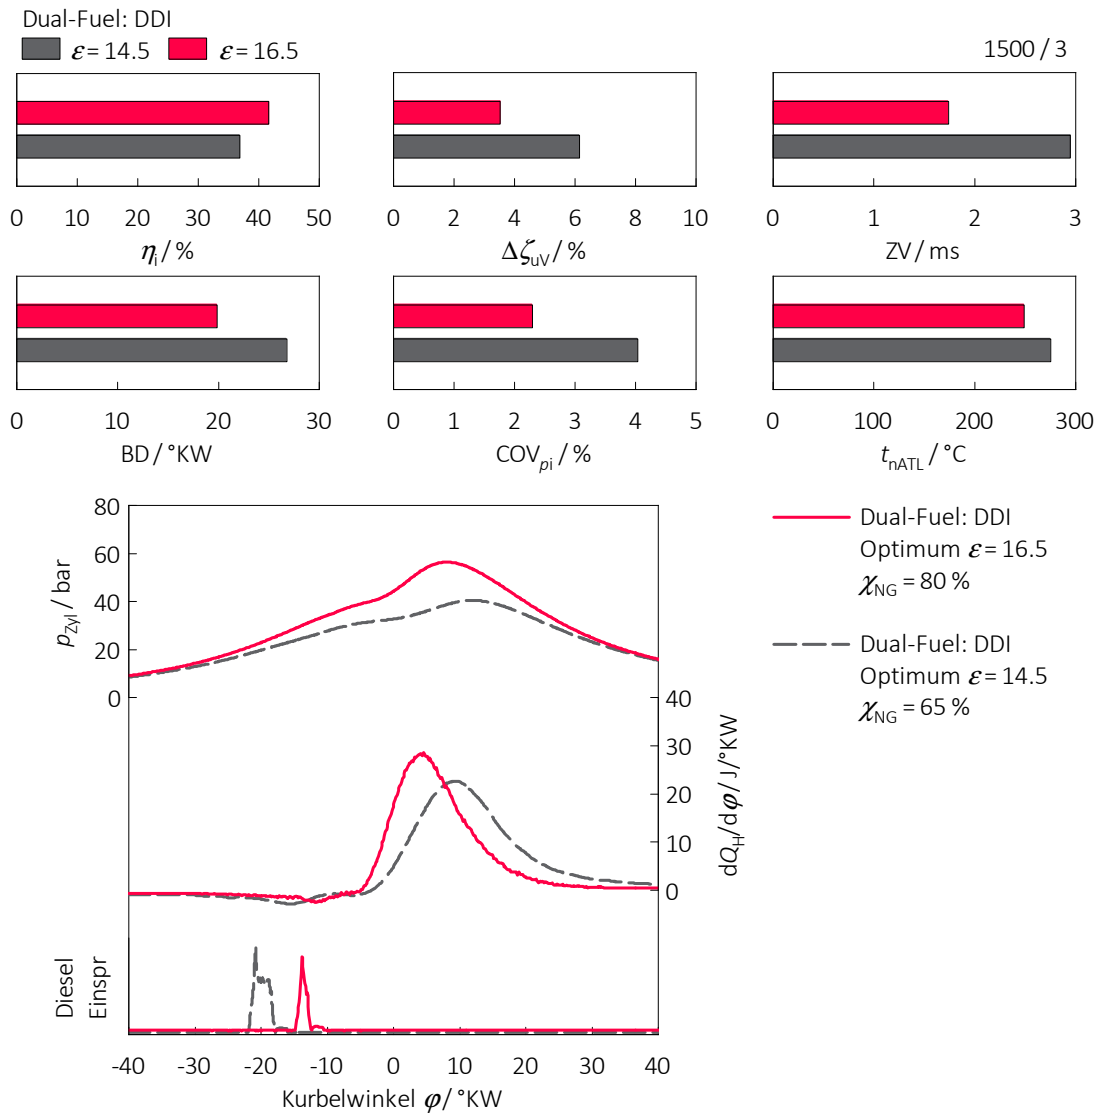 Dual-Fuel: DDI
ε = 14.5 ε = 16.5 1500 / 3
0 10 20 30 40 50 0 2 4 6 8 10 0 1 2 3
ηi / % ΔζuV / % ZV / ms
0 10 20 30 0 1 2 3 4 5 0 100 200 300
BD / °KW COVpi / % tnATL / °C
80
60
40
20
0
pZyl / bar
Dual-Fuel: DDI
Optimum ε = 16.5
χNG = 80 %
Dual-Fuel: DDI
Optimum ε = 14.5
χNG = 65 %
40
30
20
10
0
dQH/dφ / J/°KW
Diesel
Einspr
-40 -30 -20 -10 0 10 20 30 40
Kurbelwinkel φ / °KW